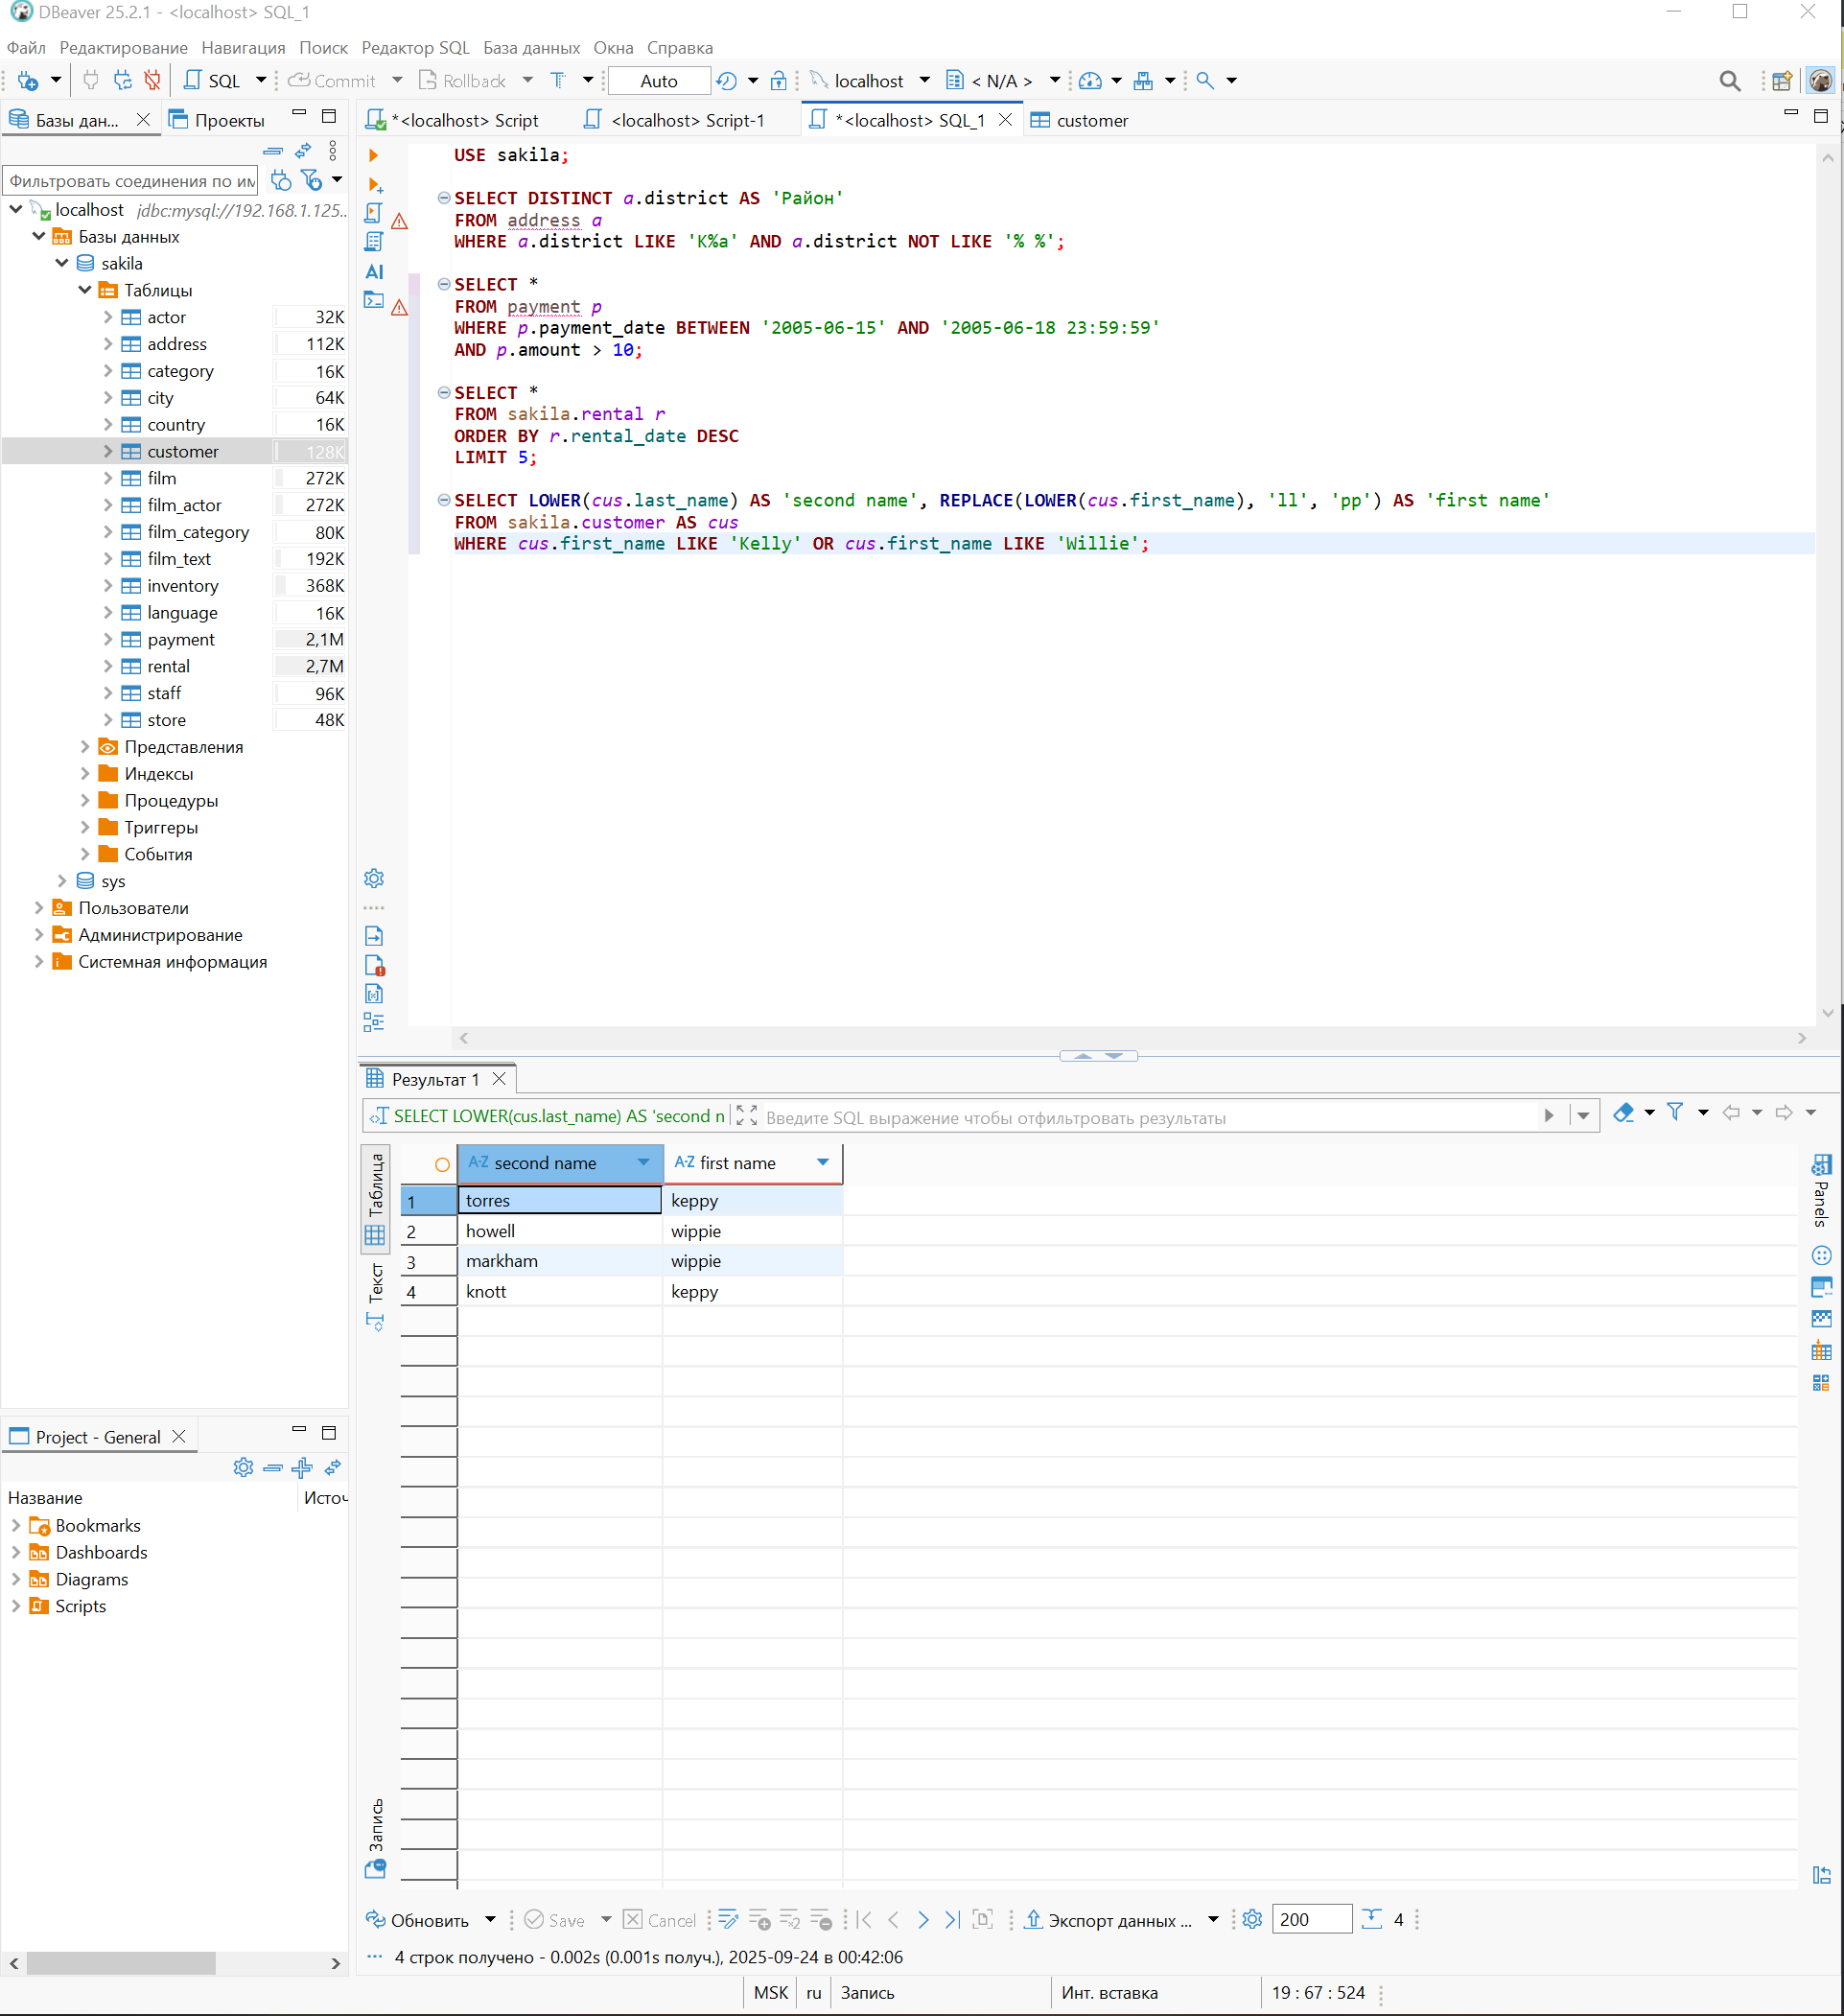 DBeaver 25.2.1 - <localhost> SQL_1
Файл Редактирование Навигация Поиск Редактор SQL База данных Окна Справка
SQL Commit Rollback Auto localhost < N/A >
Базы дан... Проекты
Фильтровать соединения по им
localhost jdbc:mysql://192.168.1.125...
Базы данных
sakila
Таблицы
actor 32K
address 112K
category 16K
city 64K
country 16K
customer 128K
film 272K
film_actor 272K
film_category 80K
film_text 192K
inventory 368K
language 16K
payment 2,1M
rental 2,7M
staff 96K
store 48K
Представления
Индексы
Процедуры
Триггеры
События
sys
Пользователи
Администрирование
Системная информация
Project - General
Название Источ
Bookmarks
Dashboards
Diagrams
Scripts
*<localhost> Script <localhost> Script-1 *<localhost> SQL_1 customer
AI
USE sakila;
SELECT DISTINCT a.district AS 'Район'
FROM address a
WHERE a.district LIKE 'K%a' AND a.district NOT LIKE '% %';
SELECT *
FROM payment p
WHERE p.payment_date BETWEEN '2005-06-15' AND '2005-06-18 23:59:59'
AND p.amount > 10;
SELECT *
FROM sakila.rental r
ORDER BY r.rental_date DESC
LIMIT 5;
SELECT LOWER(cus.last_name) AS 'second name', REPLACE(LOWER(cus.first_name), 'll', 'pp') AS 'first name'
FROM sakila.customer AS cus
WHERE cus.first_name LIKE 'Kelly' OR cus.first_name LIKE 'Willie';
Результат 1
SELECT LOWER(cus.last_name) AS 'second n Введите SQL выражение чтобы отфильтровать результаты
Таблица
Текст
Запись
A-Z second name A-Z first name
1 torres keppy
2 howell wippie
3 markham wippie
4 knott keppy
Panels
Обновить Save Cancel Экспорт данных ... 200 4
4 строк получено - 0.002s (0.001s получ.), 2025-09-24 в 00:42:06
MSK ru Запись Инт. вставка 19 : 67 : 524